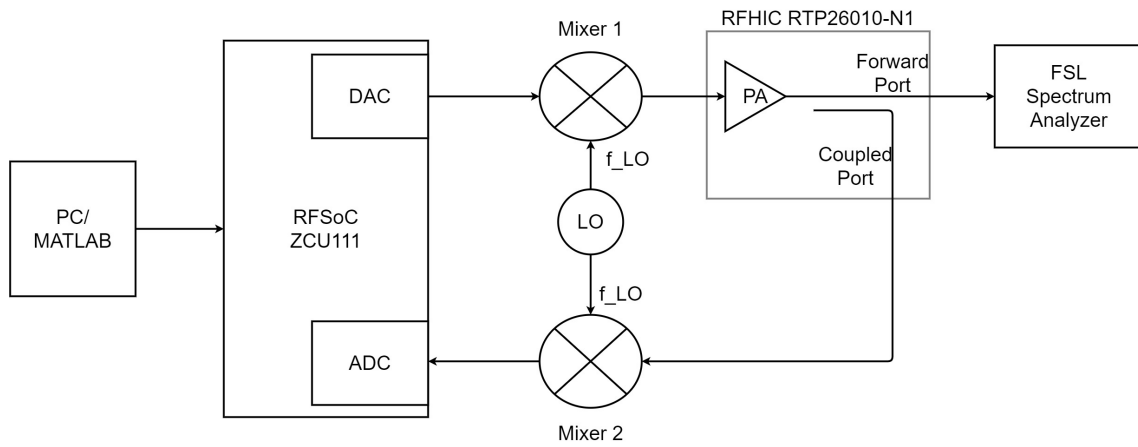 RFHIC RTP26010-N1
Mixer 1
Forward
Port
FSL
Spectrum
Analyzer
DAC
PA
Coupled
Port
f_LO
PC/
MATLAB
RFSoC
ZCU111
LO
f_LO
ADC
Mixer 2